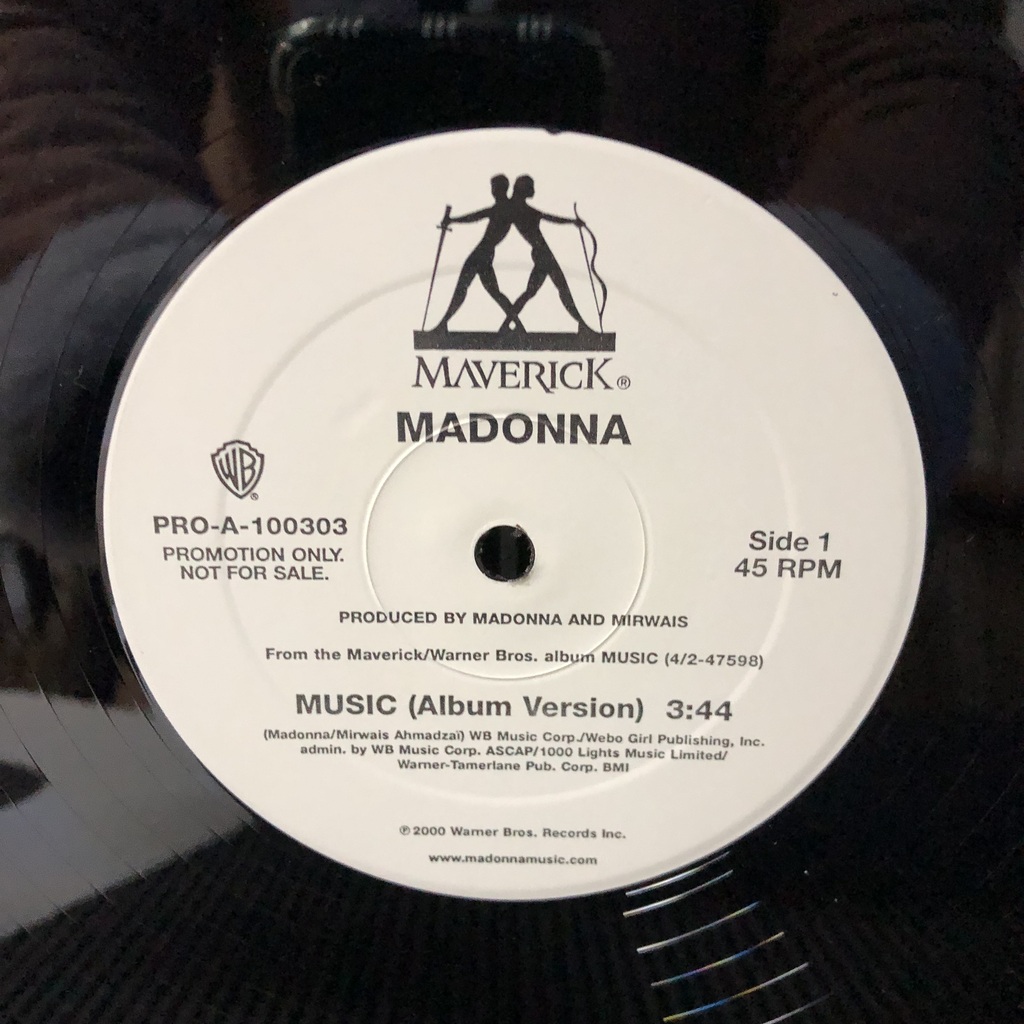 MAVERICK®
MADONNA
WB®
PRO-A-100303
PROMOTION ONLY.
NOT FOR SALE.
Side 1
45 RPM
PRODUCED BY MADONNA AND MIRWAIS
From the Maverick/Warner Bros. album MUSIC (4/2-47598)
MUSIC (Album Version) 3:44
(Madonna/Mirwais Ahmadzaï) WB Music Corp./Webo Girl Publishing, Inc.
admin. by WB Music Corp. ASCAP/1000 Lights Music Limited/
Warner-Tamerlane Pub. Corp. BMI
℗2000 Warner Bros. Records Inc.
www.madonnamusic.com